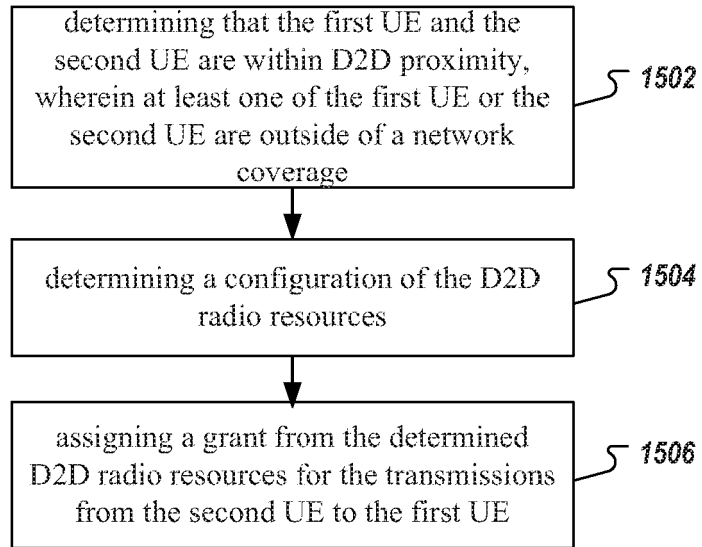 determining that the first UE and the
second UE are within D2D proximity,
wherein at least one of the first UE or the
second UE are outside of a network
coverage
1502
determining a configuration of the D2D
radio resources
1504
assigning a grant from the determined
D2D radio resources for the transmissions
from the second UE to the first UE
1506